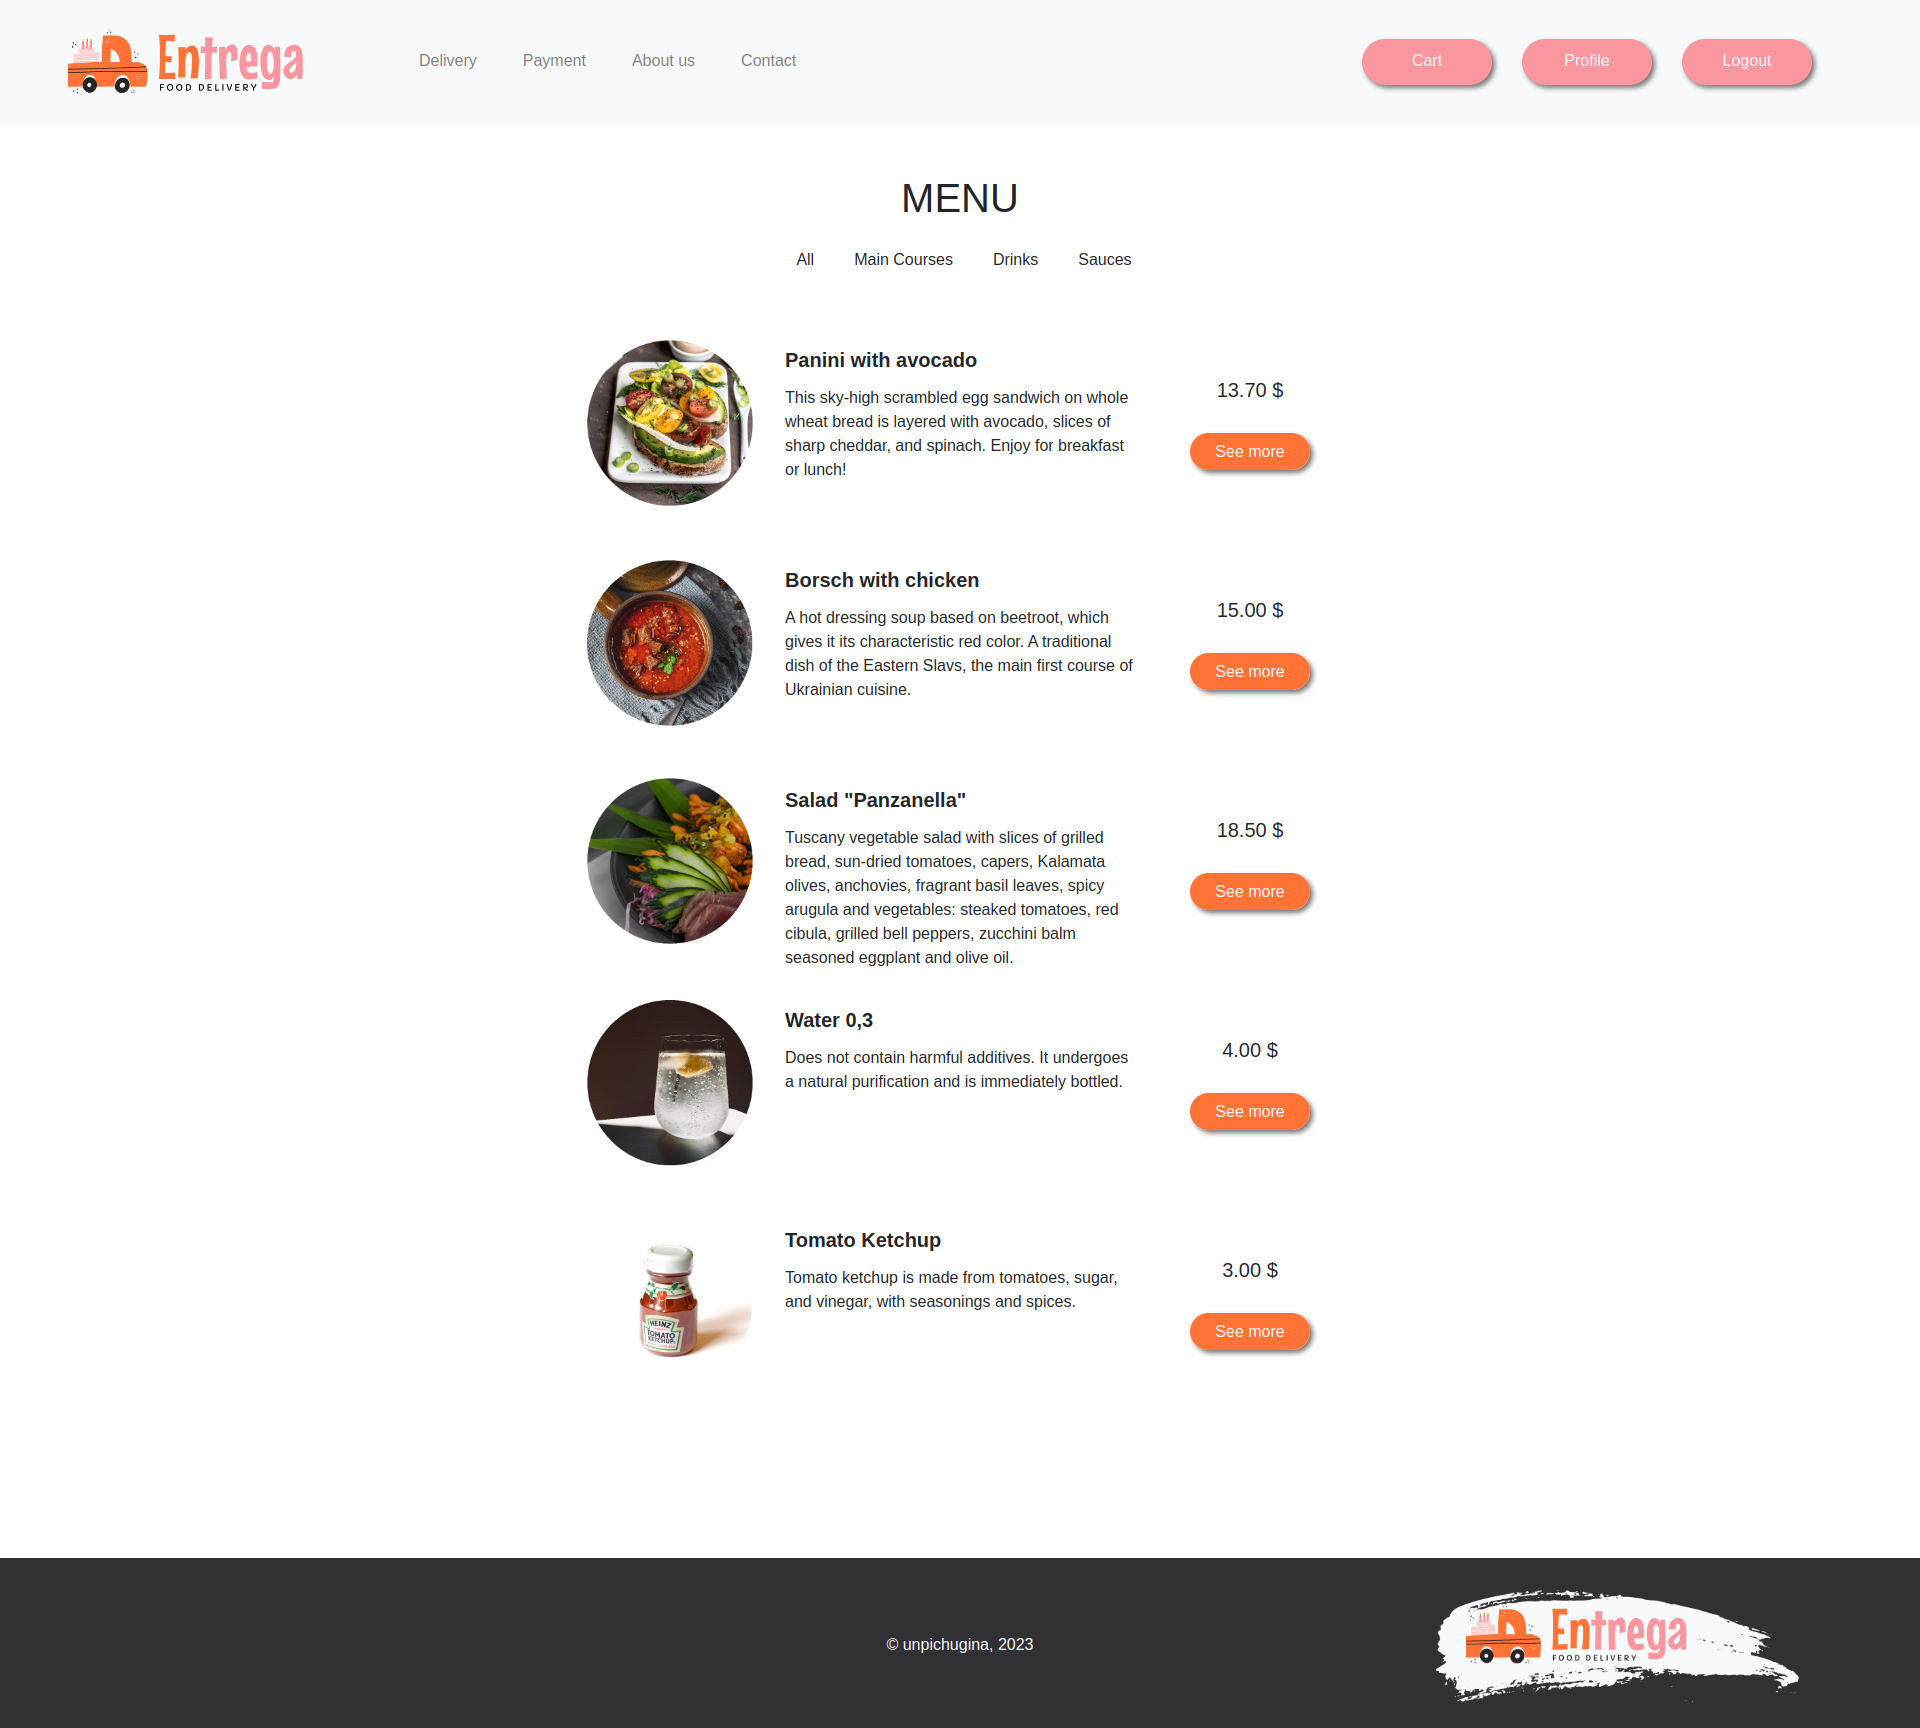 Entrega
FOOD DELIVERY
Delivery
Payment
About us
Contact
Cart
Profile
Logout
MENU
All
Main Courses
Drinks
Sauces
Panini with avocado
This sky-high scrambled egg sandwich on whole
wheat bread is layered with avocado, slices of
sharp cheddar, and spinach. Enjoy for breakfast
or lunch!
13.70 $
See more
Borsch with chicken
A hot dressing soup based on beetroot, which
gives it its characteristic red color. A traditional
dish of the Eastern Slavs, the main first course of
Ukrainian cuisine.
15.00 $
See more
Salad "Panzanella"
Tuscany vegetable salad with slices of grilled
bread, sun-dried tomatoes, capers, Kalamata
olives, anchovies, fragrant basil leaves, spicy
arugula and vegetables: steaked tomatoes, red
cibula, grilled bell peppers, zucchini balm
seasoned eggplant and olive oil.
18.50 $
See more
Water 0,3
Does not contain harmful additives. It undergoes
a natural purification and is immediately bottled.
4.00 $
See more
HEINZ
TOMATO
KETCHUP
Tomato Ketchup
Tomato ketchup is made from tomatoes, sugar,
and vinegar, with seasonings and spices.
3.00 $
See more
© unpichugina, 2023
Entrega
FOOD DELIVERY